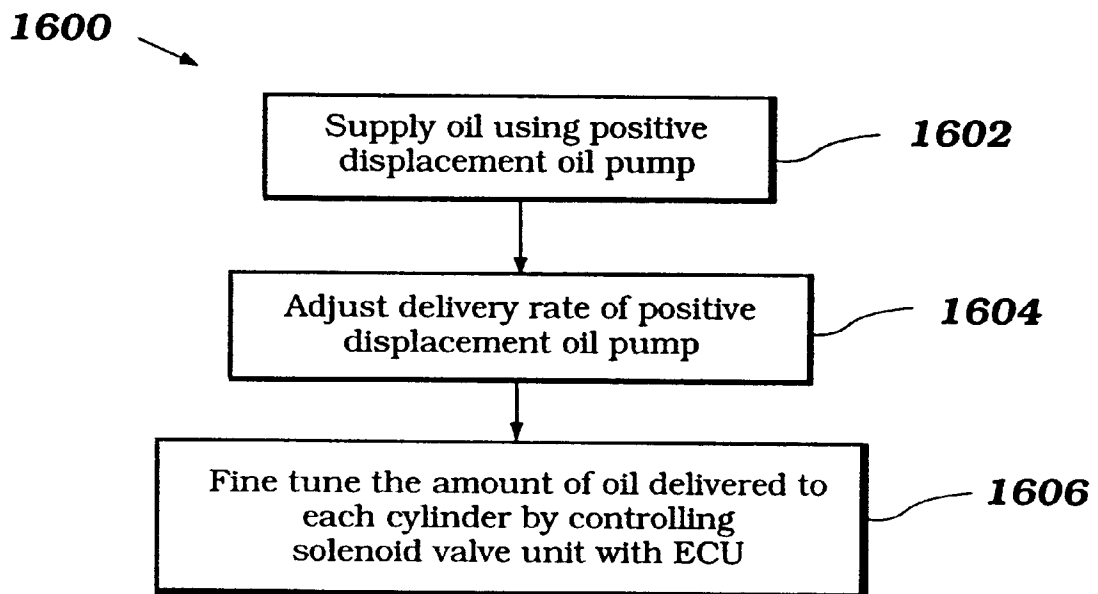 1600
Supply oil using positive
displacement oil pump
1602
Adjust delivery rate of positive
displacement oil pump
1604
Fine tune the amount of oil delivered to
each cylinder by controlling
solenoid valve unit with ECU
1606